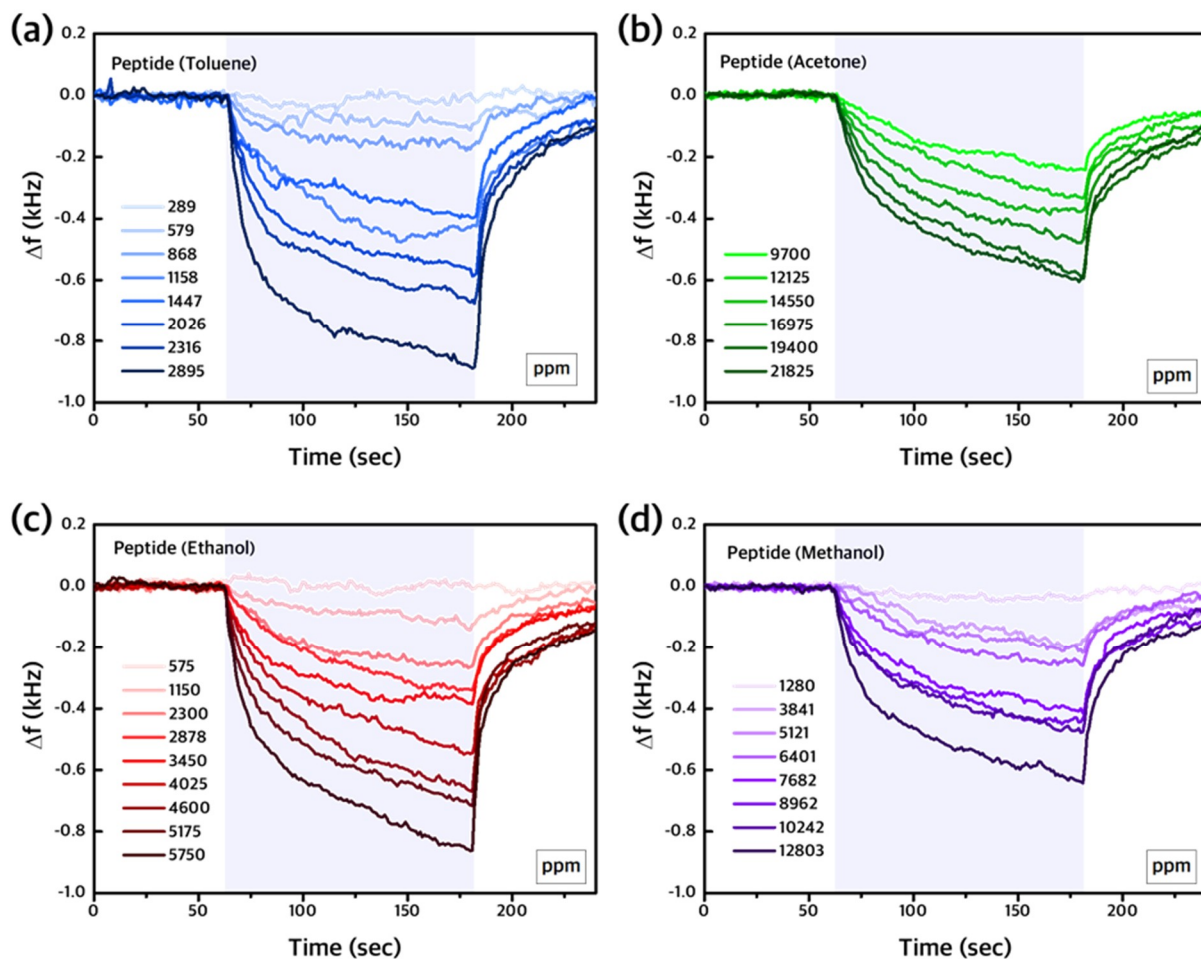 (a)
Peptide (Toluene)
0.2
0.0
-0.2
-0.4
-0.6
-0.8
-1.0
Δf (kHz)
289
579
868
1158
1447
2026
2316
2895
ppm
0 50 100 150 200
Time (sec)
(b)
Peptide (Acetone)
0.2
0.0
-0.2
-0.4
-0.6
-0.8
-1.0
Δf (kHz)
9700
12125
14550
16975
19400
21825
ppm
0 50 100 150 200
Time (sec)
(c)
Peptide (Ethanol)
0.2
0.0
-0.2
-0.4
-0.6
-0.8
-1.0
Δf (kHz)
575
1150
2300
2878
3450
4025
4600
5175
5750
ppm
0 50 100 150 200
Time (sec)
(d)
Peptide (Methanol)
0.2
0.0
-0.2
-0.4
-0.6
-0.8
-1.0
Δf (kHz)
1280
3841
5121
6401
7682
8962
10242
12803
ppm
0 50 100 150 200
Time (sec)